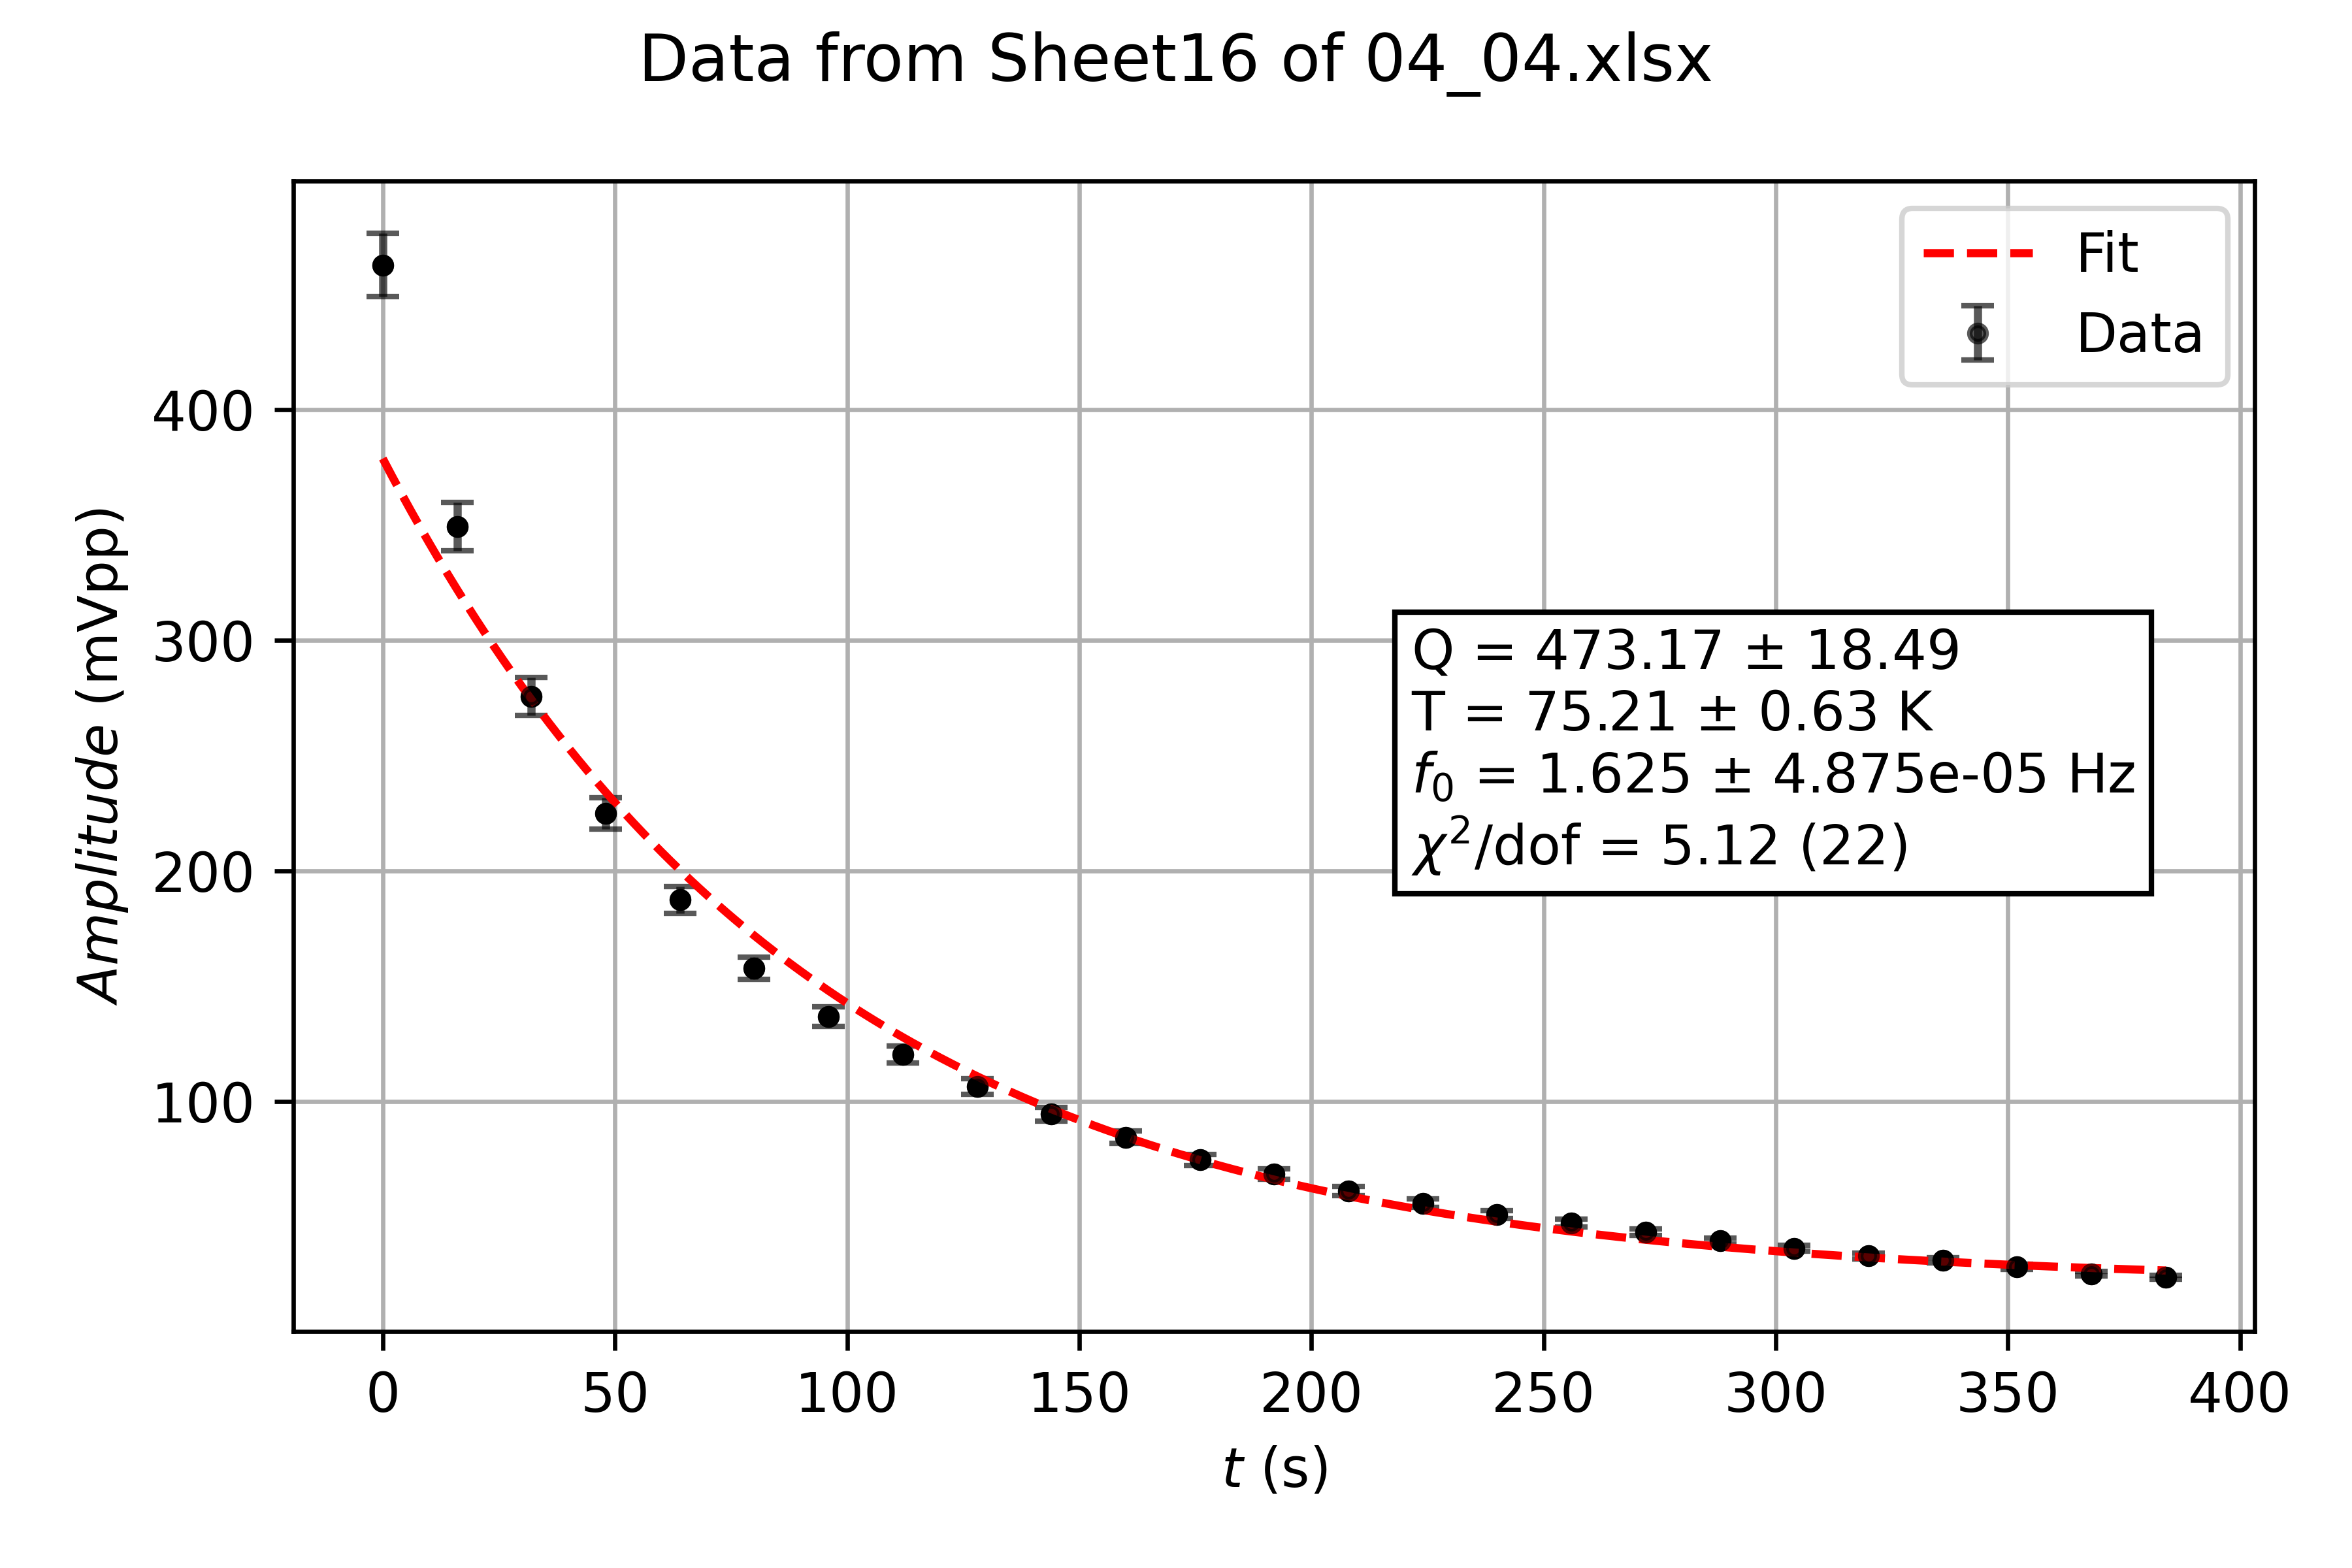 Data from Sheet16 of 04_04.xlsx
Fit
Data
Amplitude (mVpp)
400
300
200
100
Q = 473.17 ± 18.49
T = 75.21 ± 0.63 K
f₀ = 1.625 ± 4.875e-05 Hz
χ²/dof = 5.12 (22)
0 50 100 150 200 250 300 350 400
t (s)